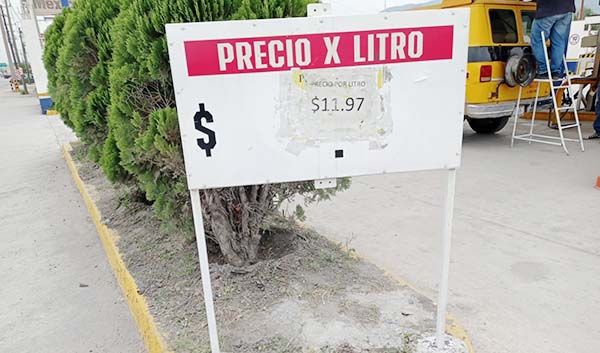 PRECIO X LITRO
PRECIO POR LITRO
$11.97
$